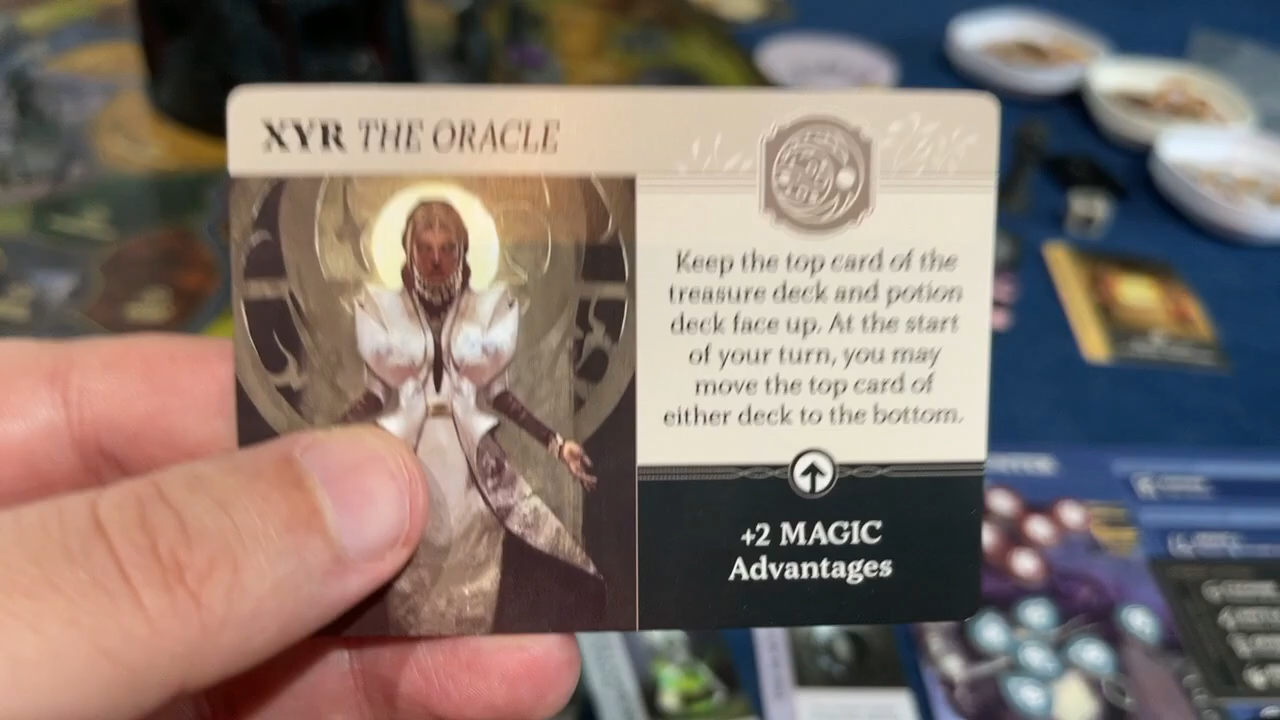 XYR THE ORACLE
Keep the top card of the
treasure deck and potion
deck face up. At the start
of your turn, you may
move the top card of
either deck to the bottom.
+2 MAGIC
Advantages